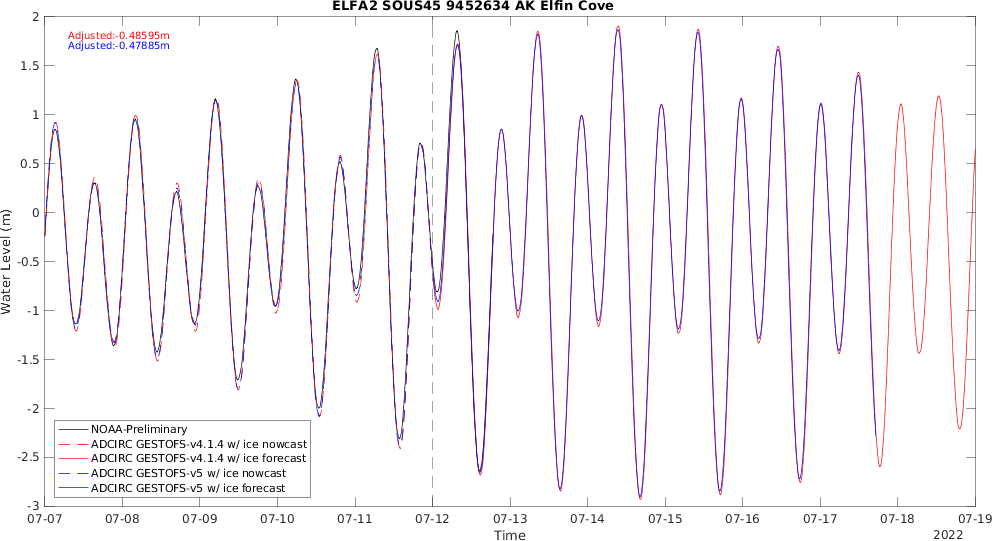 ELFA2 SOUS45 9452634 AK Elfin Cove
Adjusted:-0.48595m
Adjusted:-0.47885m
2
1.5
1
0.5
0
-0.5
-1
-1.5
-2
-2.5
-3
Water Level (m)
NOAA-Preliminary
ADCIRC GESTOFS-v4.1.4 w/ ice nowcast
ADCIRC GESTOFS-v4.1.4 w/ ice forecast
ADCIRC GESTOFS-v5 w/ ice nowcast
ADCIRC GESTOFS-v5 w/ ice forecast
07-07 07-08 07-09 07-10 07-11 07-12 07-13 07-14 07-15 07-16 07-17 07-18 07-19
Time
2022